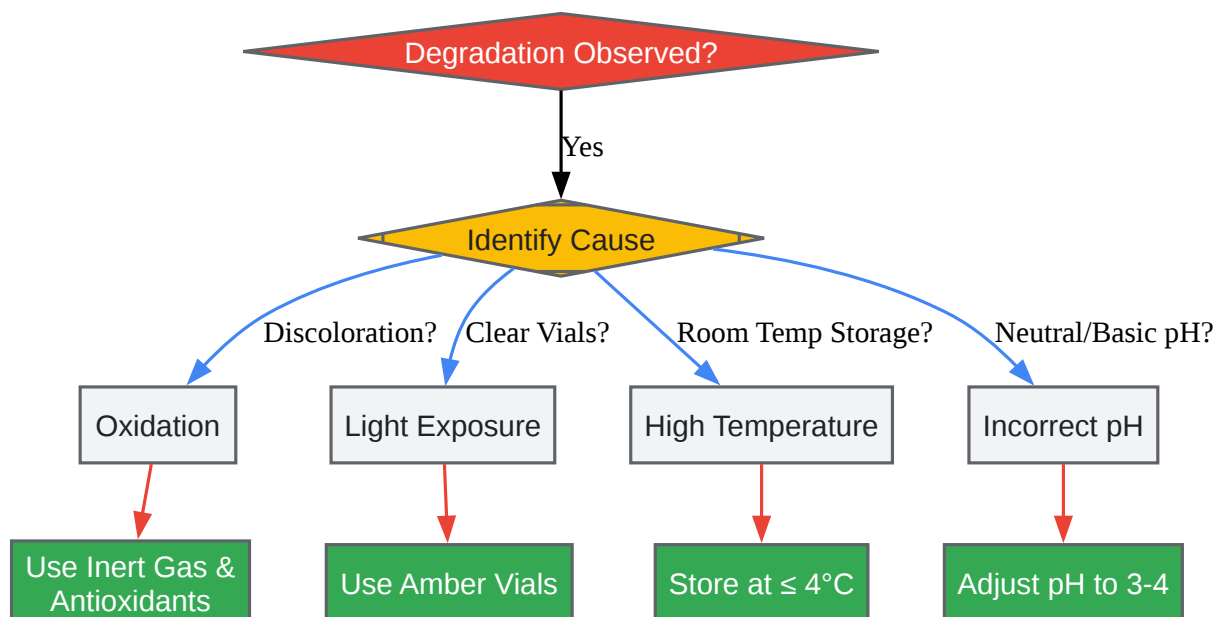 Degradation Observed?
Yes
Identify Cause
Discoloration?
Clear Vials?
Room Temp Storage?
Neutral/Basic pH?
Oxidation
Light Exposure
High Temperature
Incorrect pH
Use Inert Gas &
Antioxidants
Use Amber Vials
Store at ≤ 4°C
Adjust pH to 3-4